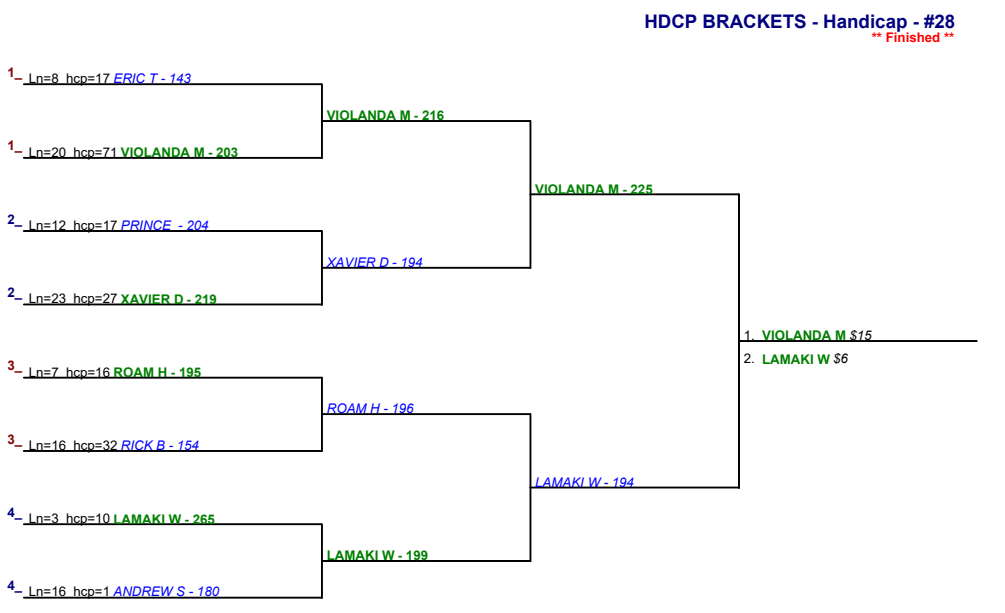 HDCP BRACKETS - Handicap - #28
** Finished **
1 Ln=8 hcp=17 ERIC T - 143
VIOLANDA M - 216
1 Ln=20 hcp=71 VIOLANDA M - 203
VIOLANDA M - 225
2 Ln=12 hcp=17 PRINCE - 204
XAVIER D - 194
2 Ln=23 hcp=27 XAVIER D - 219
1. VIOLANDA M $15
2. LAMAKI W $6
3 Ln=7 hcp=16 ROAM H - 195
ROAM H - 196
3 Ln=16 hcp=32 RICK B - 154
LAMAKI W - 194
4 Ln=3 hcp=10 LAMAKI W - 265
LAMAKI W - 199
4 Ln=16 hcp=1 ANDREW S - 180